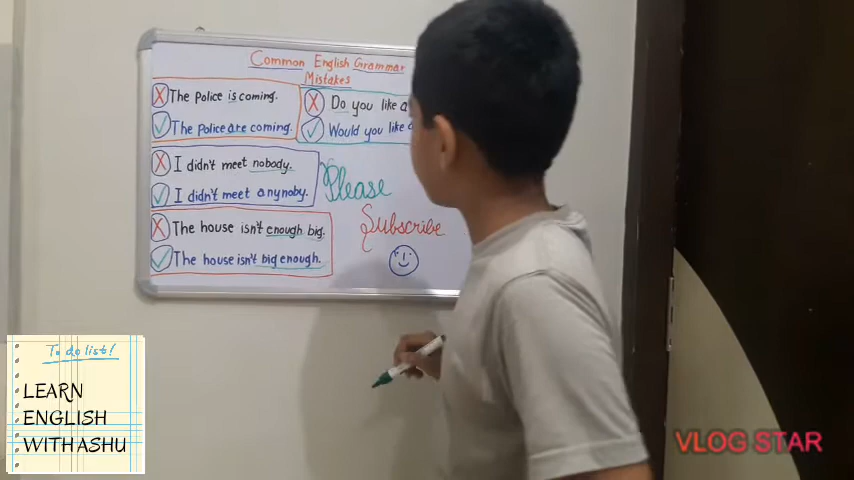 Common English Grammar
Mistakes
The police is coming.
The Police are coming.
Do you like a
Would you like a
I didn't meet nobody.
I didn't meet anynoby.
The house isn't enough big.
The house isn't big enough.
Please
Subscribe
To do list!
LEARN
ENGLISH
WITH ASHU
VLOG STAR